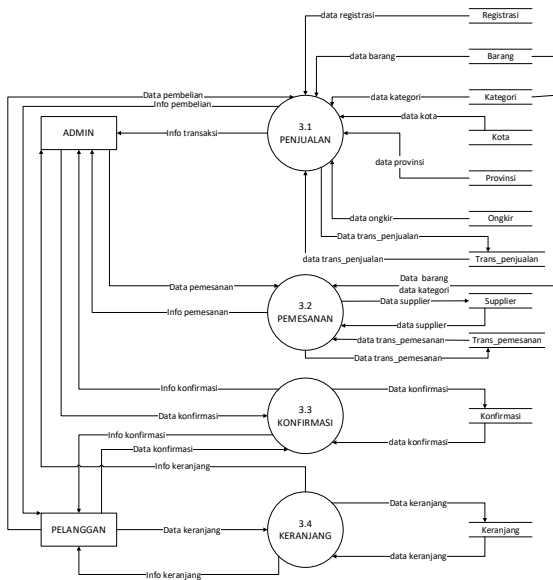 data registrasi
Registrasi
data barang
Barang
Data pembelian
Info pembelian
data kategori
Kategori
data kota
Kota
ADMIN
Info transaksi
3.1
PENJUALAN
data provinsi
Provinsi
data ongkir
Ongkir
Data trans_penjualan
data trans_penjualan
Trans_penjualan
Data barang
data kategori
Data pemesanan
3.2
PEMESANAN
Data supplier
Supplier
Info pemesanan
data supplier
data trans_pemesanan
Trans_pemesanan
Data trans_pemesanan
Info konfirmasi
Data konfirmasi
3.3
KONFIRMASI
Data konfirmasi
Konfirmasi
Info konfirmasi
data konfirmasi
Data konfirmasi
Info keranjang
Data keranjang
PELANGGAN
Data keranjang
3.4
KERANJANG
Keranjang
data keranjang
Info keranjang